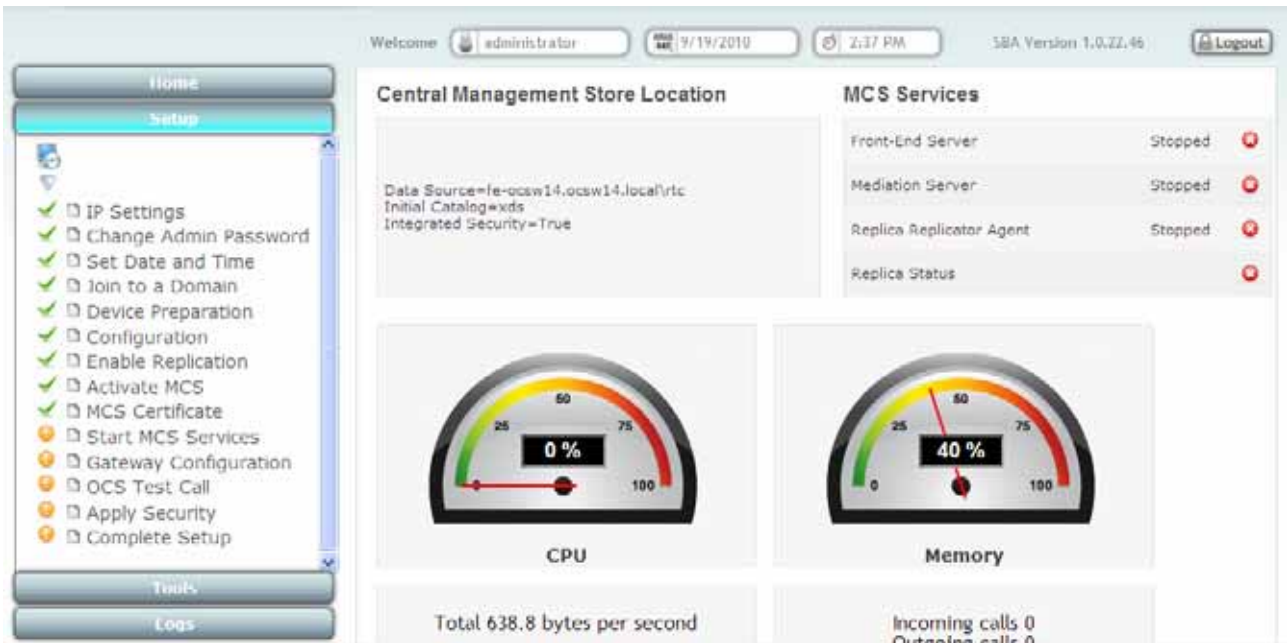 Welcome administrator 9/19/2010 2:37 PM SBA Version 1.0.22.46 Logout
Home
Setup
IP Settings
Change Admin Password
Set Date and Time
Join to a Domain
Device Preparation
Configuration
Enable Replication
Activate MCS
MCS Certificate
Start MCS Services
Gateway Configuration
OCS Test Call
Apply Security
Complete Setup
Tools
Logs
Central Management Store Location
Data Source=fe-ocsw14.ocsw14.local\rtc
Initial Catalog=xds
Integrated Security=True
MCS Services
Front-End Server Stopped
Mediation Server Stopped
Replica Replicator Agent Stopped
Replica Status
0 25 50 75 100
0 %
CPU
0 25 50 75 100
40 %
Memory
Total 638.8 bytes per second
Incoming calls 0
Outgoing calls 0